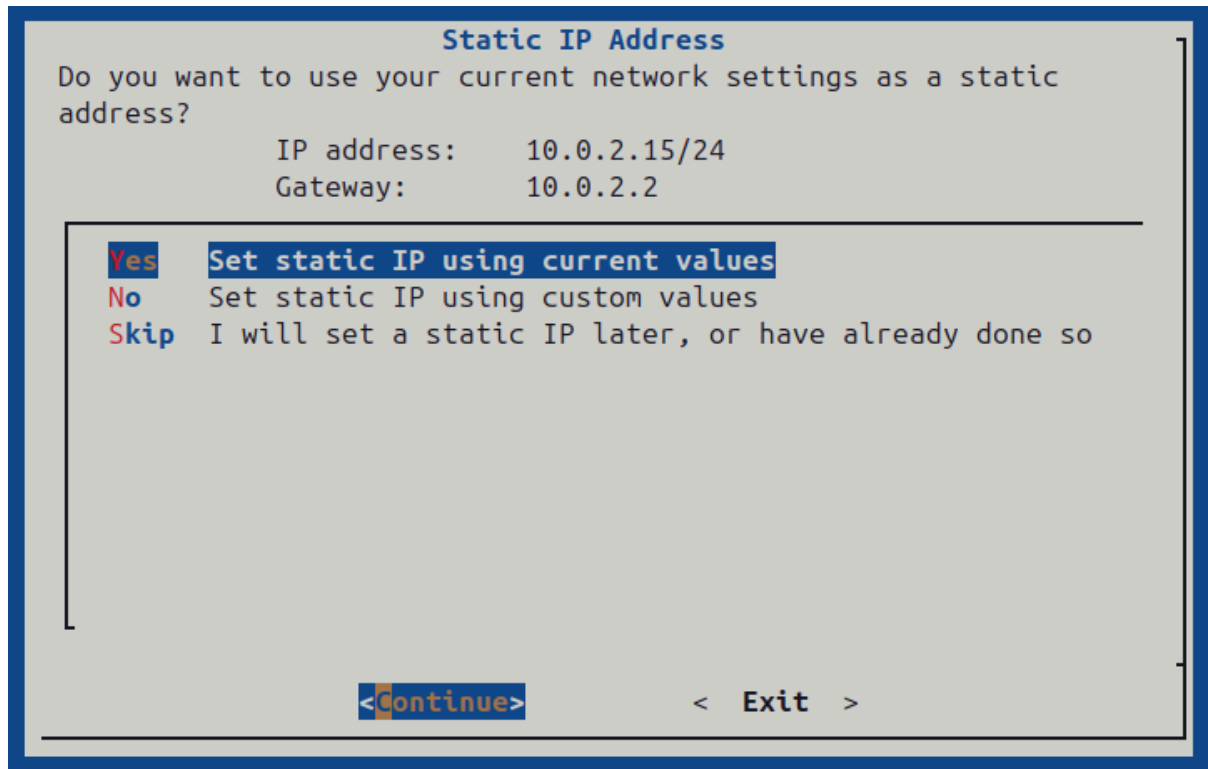 Static IP Address
Do you want to use your current network settings as a static
address?
IP address: 10.0.2.15/24
Gateway: 10.0.2.2
Yes Set static IP using current values
No Set static IP using custom values
Skip I will set a static IP later, or have already done so
<Continue> < Exit >